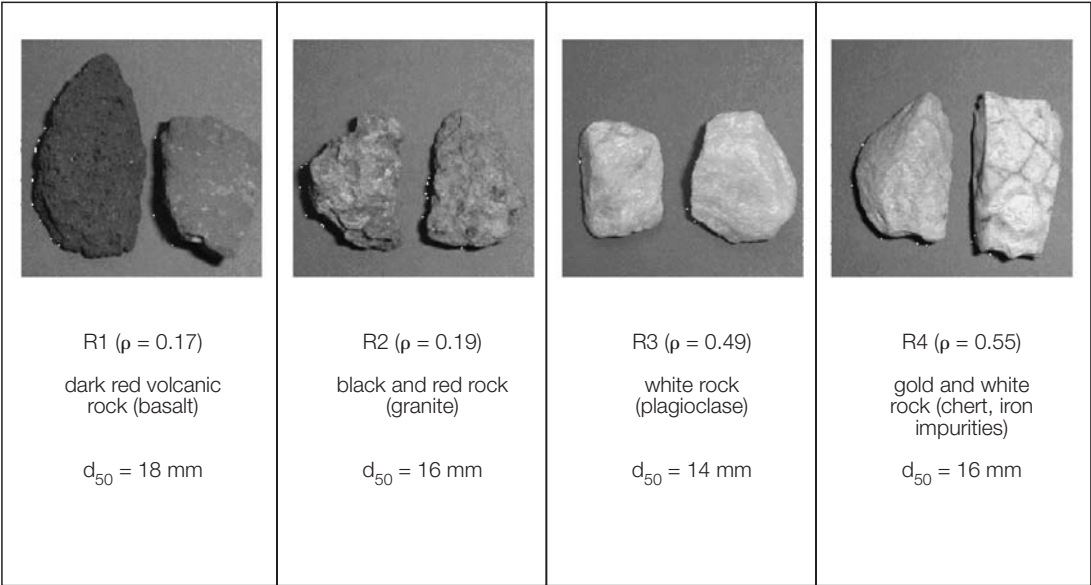 R1 (ρ = 0.17)
dark red volcanic
rock (basalt)
d50 = 18 mm
R2 (ρ = 0.19)
black and red rock
(granite)
d50 = 16 mm
R3 (ρ = 0.49)
white rock
(plagioclase)
d50 = 14 mm
R4 (ρ = 0.55)
gold and white
rock (chert, iron
impurities)
d50 = 16 mm